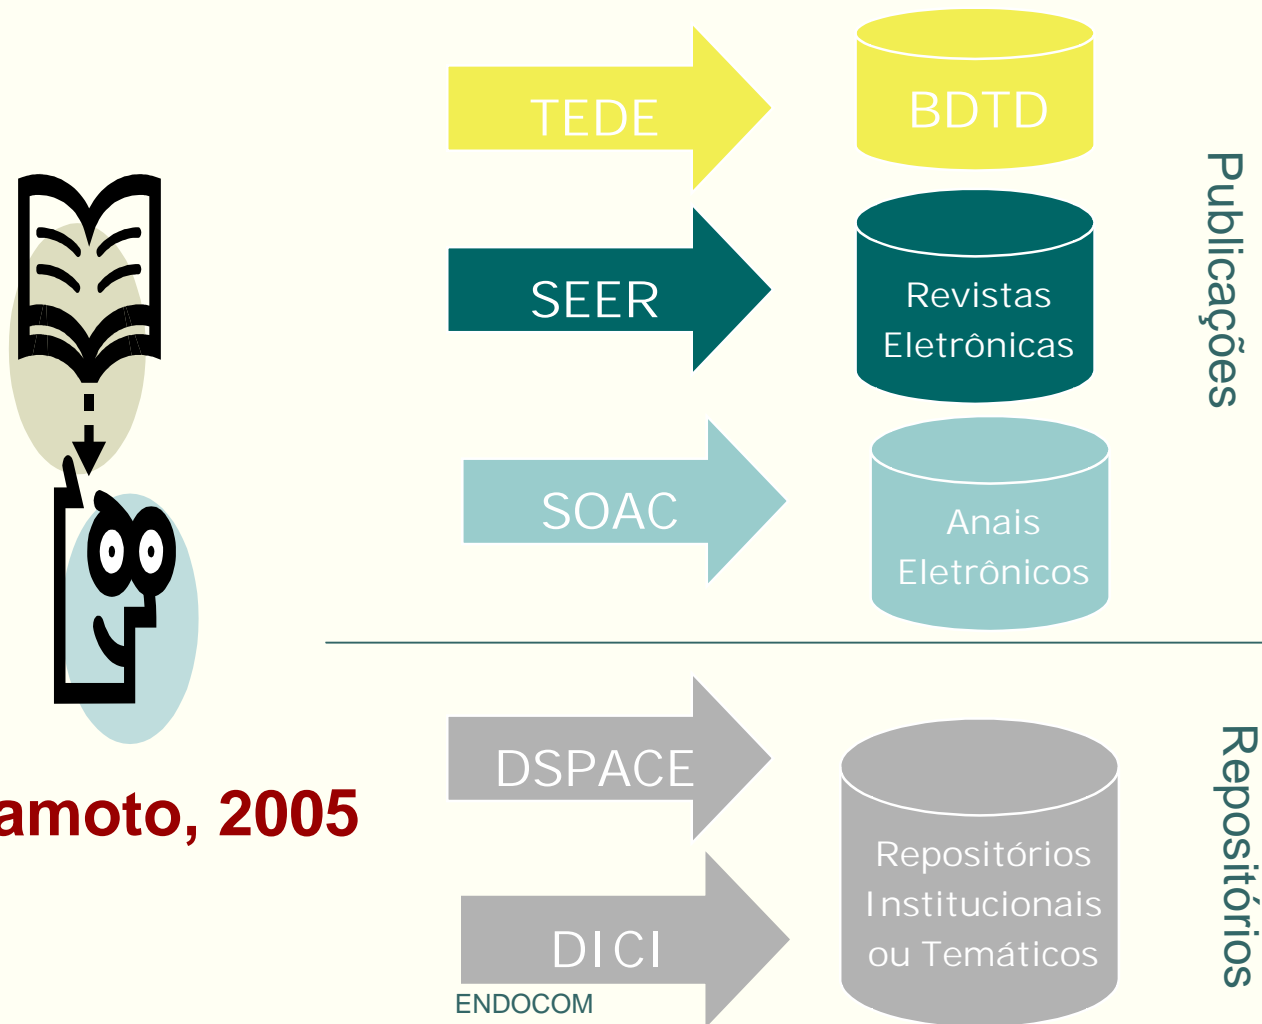 TEDE
BDTD
Publicações
SEER
Revistas
Eletrônicas
SOAC
Anais
Eletrônicos
DSPACE
amoto, 2005
Repositórios
Institucionais
ou Temáticos
Repositórios
DICI
ENDOCOM